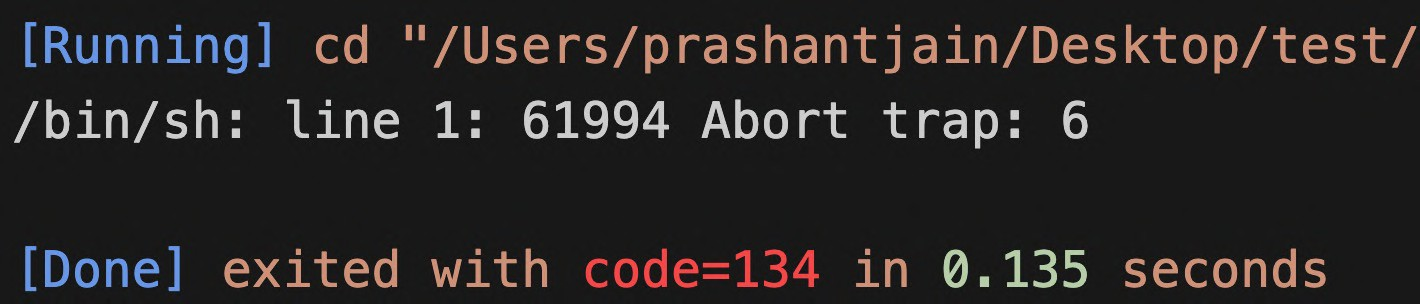 [Running] cd "/Users/prashantjain/Desktop/test/
/bin/sh: line 1: 61994 Abort trap: 6
[Done] exited with code=134 in 0.135 seconds